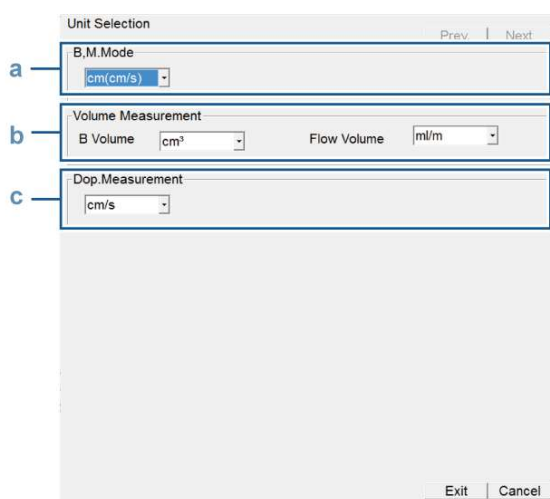 Unit Selection
Prev. | Next
a
B,M.Mode
cm(cm/s)
b
Volume Measurement
B Volume cm³ Flow Volume ml/m
c
Dop.Measurement
cm/s
Exit | Cancel